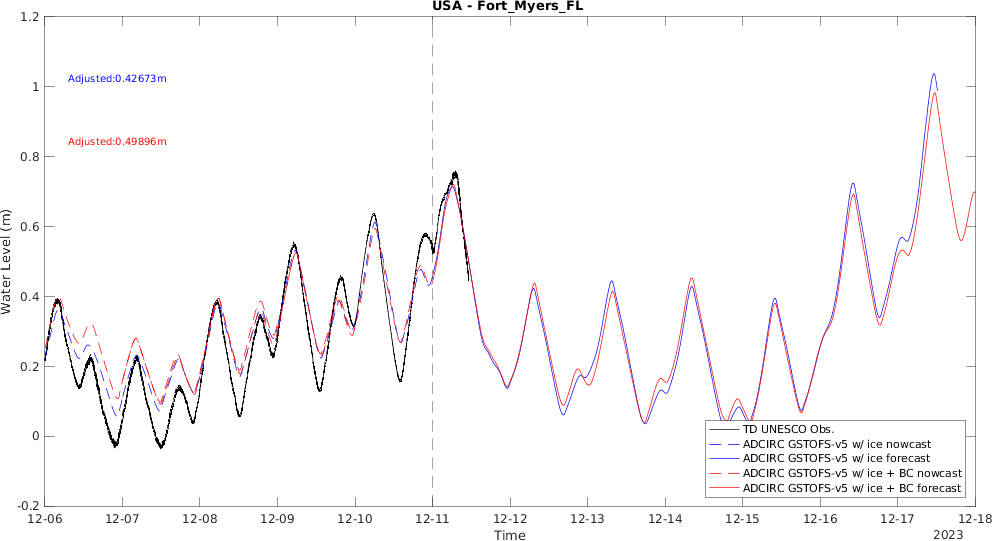 USA - Fort_Myers_FL
1.2
1
0.8
0.6
0.4
0.2
0
-0.2
Water Level (m)
Adjusted:0.42673m
Adjusted:0.49896m
TD UNESCO Obs.
ADCIRC GSTOFS-v5 w/ ice nowcast
ADCIRC GSTOFS-v5 w/ ice forecast
ADCIRC GSTOFS-v5 w/ ice + BC nowcast
ADCIRC GSTOFS-v5 w/ ice + BC forecast
12-06 12-07 12-08 12-09 12-10 12-11 12-12 12-13 12-14 12-15 12-16 12-17 12-18
Time
2023